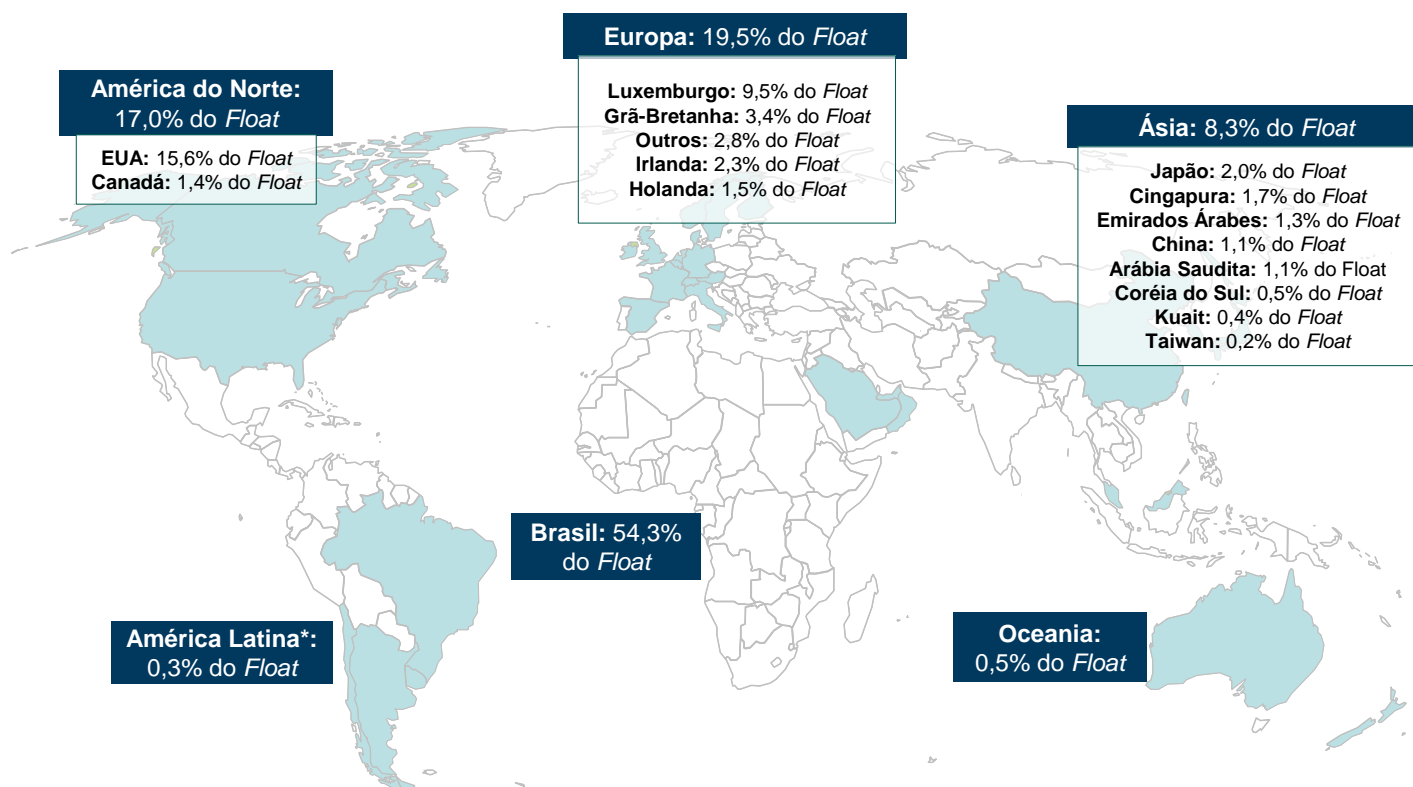 Europa: 19,5% do Float
Luxemburgo: 9,5% do Float
Grã-Bretanha: 3,4% do Float
Outros: 2,8% do Float
Irlanda: 2,3% do Float
Holanda: 1,5% do Float
América do Norte:
17,0% do Float
EUA: 15,6% do Float
Canadá: 1,4% do Float
Ásia: 8,3% do Float
Japão: 2,0% do Float
Cingapura: 1,7% do Float
Emirados Árabes: 1,3% do Float
China: 1,1% do Float
Arábia Saudita: 1,1% do Float
Coréia do Sul: 0,5% do Float
Kuait: 0,4% do Float
Taiwan: 0,2% do Float
Brasil: 54,3%
do Float
América Latina*:
0,3% do Float
Oceania:
0,5% do Float